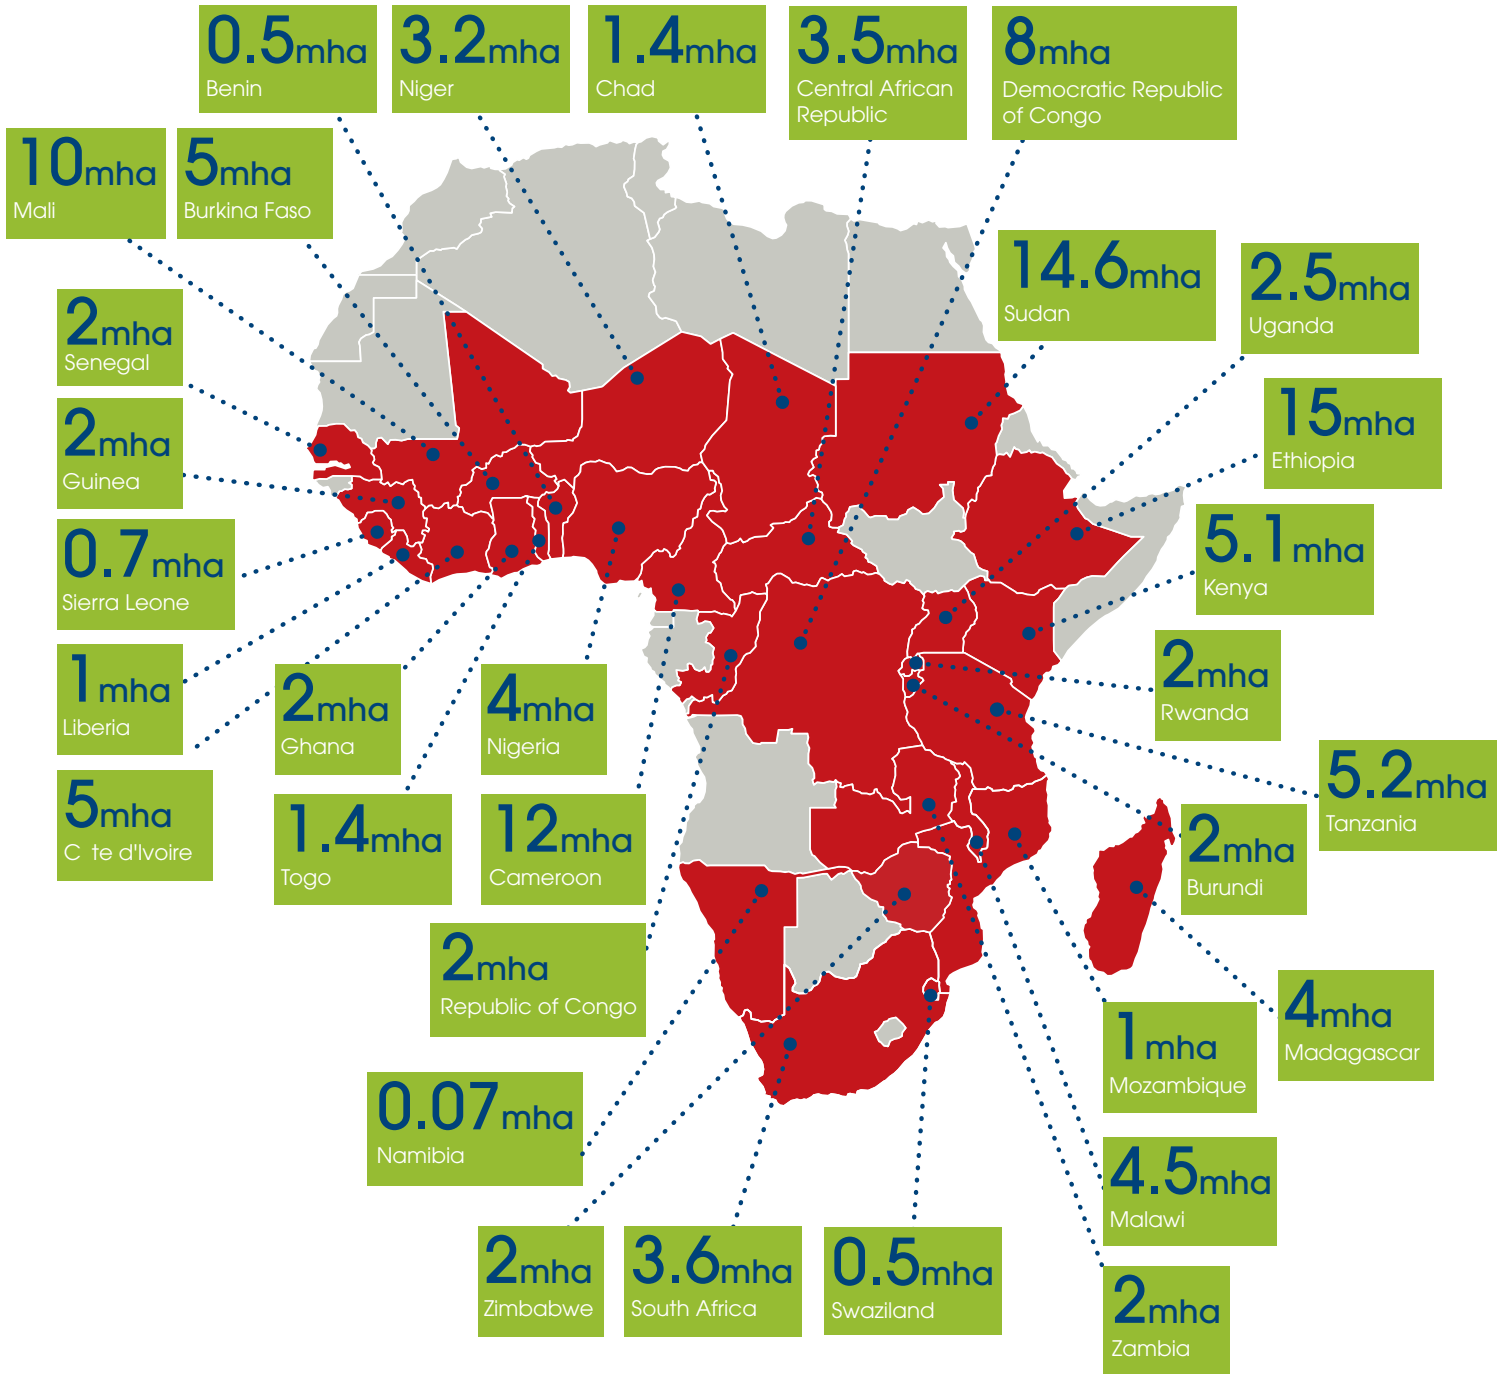 0.5mha
Benin
3.2mha
Niger
1.4mha
Chad
3.5mha
Central African
Republic
8mha
Democratic Republic
of Congo
10mha
Mali
5mha
Burkina Faso
14.6mha
Sudan
2.5mha
Uganda
2mha
Senegal
15mha
Ethiopia
2mha
Guinea
5.1mha
Kenya
0.7mha
Sierra Leone
1mha
Liberia
2mha
Ghana
4mha
Nigeria
2mha
Rwanda
5.2mha
Tanzania
5mha
C te d'Ivoire
1.4mha
Togo
12mha
Cameroon
2mha
Burundi
2mha
Republic of Congo
4mha
Madagascar
1mha
Mozambique
0.07mha
Namibia
4.5mha
Malawi
2mha
Zimbabwe
3.6mha
South Africa
0.5mha
Swaziland
2mha
Zambia